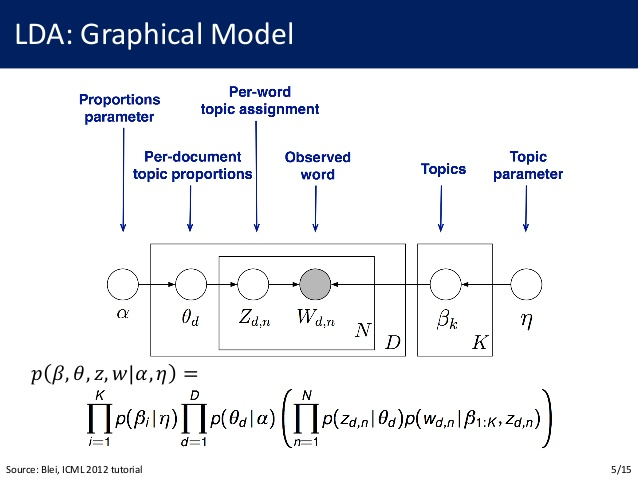 LDA: Graphical Model
Proportions
parameter
Per-word
topic assignment
Per-document
topic proportions
Observed
word
Topics
Topic
parameter
α
θd
Zd,n
Wd,n
N
D
βk
K
η
p(β, θ, z, w|α, η) =
∏_{i=1}^{K} p(βi|η) ∏_{d=1}^{D} p(θd|α) (∏_{n=1}^{N} p(zd,n|θd)p(wd,n|β1:K, zd,n))
Source: Blei, ICML 2012 tutorial
5/15